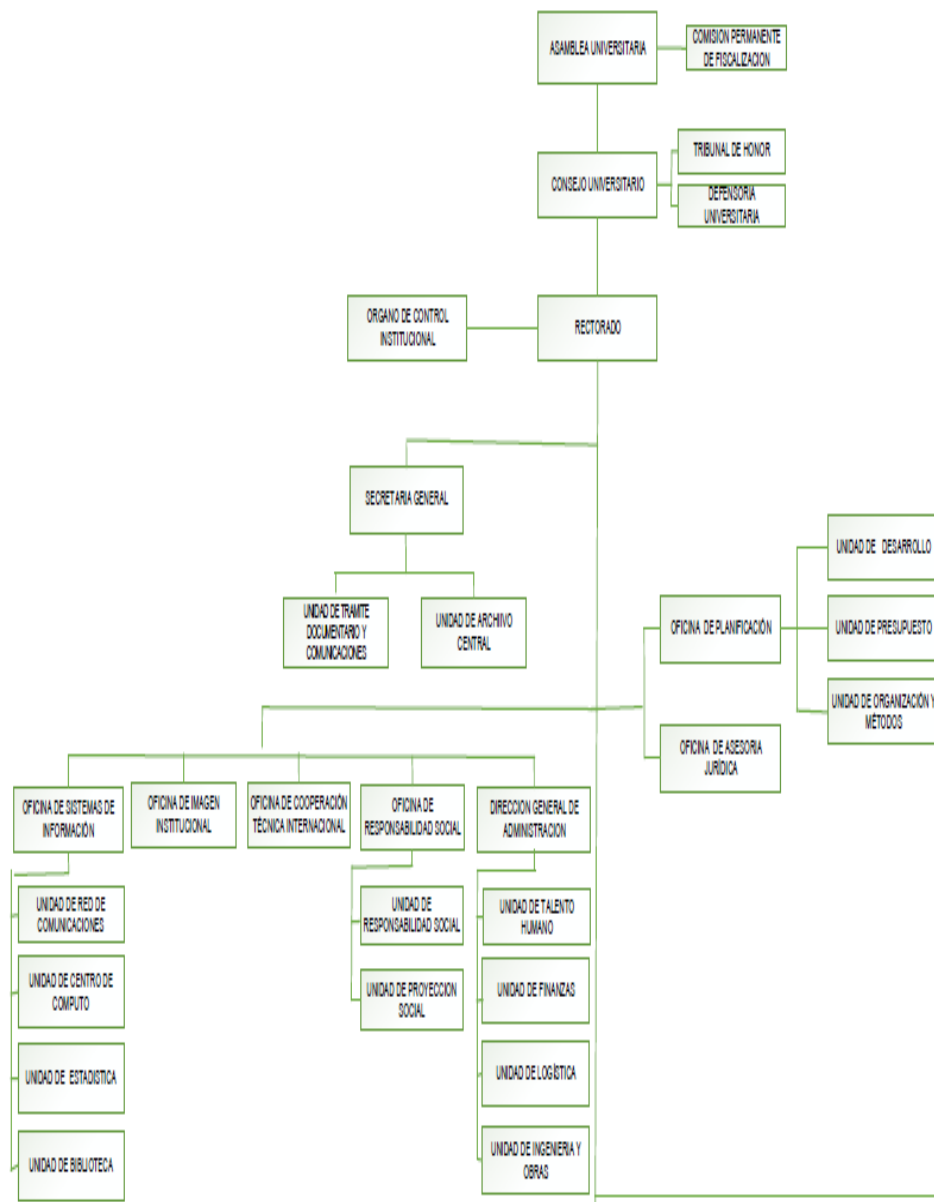 ASAMBLEA UNIVERSITARIA
COMISION PERMANENTE
DE FISCALIZACION
TRIBUNAL DE HONOR
CONSEJO UNIVERSITARIO
DEFENSORIA
UNIVERSITARIA
ORGANO DE CONTROL
INSTITUCIONAL
RECTORADO
SECRETARIA GENERAL
UNIDAD DE TRAMITE
DOCUMENTARIO Y
COMUNICACIONES
UNIDAD DE ARCHIIVO
CENTRAL
OFICINA DE PLANIFICACIÓN
UNIDAD DE DESARROLLO
UNIDAD DE PRESUPUESTO
UNIDAD DE ORGANIZACIÓN Y
MÉTODOS
OFICINA DE ASESORIA
JURÍDICA
OFICINA DE SISTEMAS DE
INFORMACIÓN
OFICINA DE IMAGEN
INSTITUCIONAL
OFICINA DE COOPERACIÓN
TÉCNICA INTERNACIONAL
OFICINA DE
RESPONSABILIDAD SOCIAL
DIRECCION GENERAL DE
ADMINISTRACION
UNIDAD DE RED DE
COMUNICACIONES
UNIDAD DE CENTRO DE
COMPUTO
UNIDAD DE ESTADISTICA
UNIDAD DE BIBLIOTECA
UNIDAD DE
RESPONSABILIDAD SOCIAL
UNIDAD DE PROYECCION
SOCIAL
UNIDAD DE TALENTO
HUMANO
UNIDAD DE FINANZAS
UNIDAD DE LOGÍSTICA
UNIDAD DE INGENIERIA Y
OBRAS